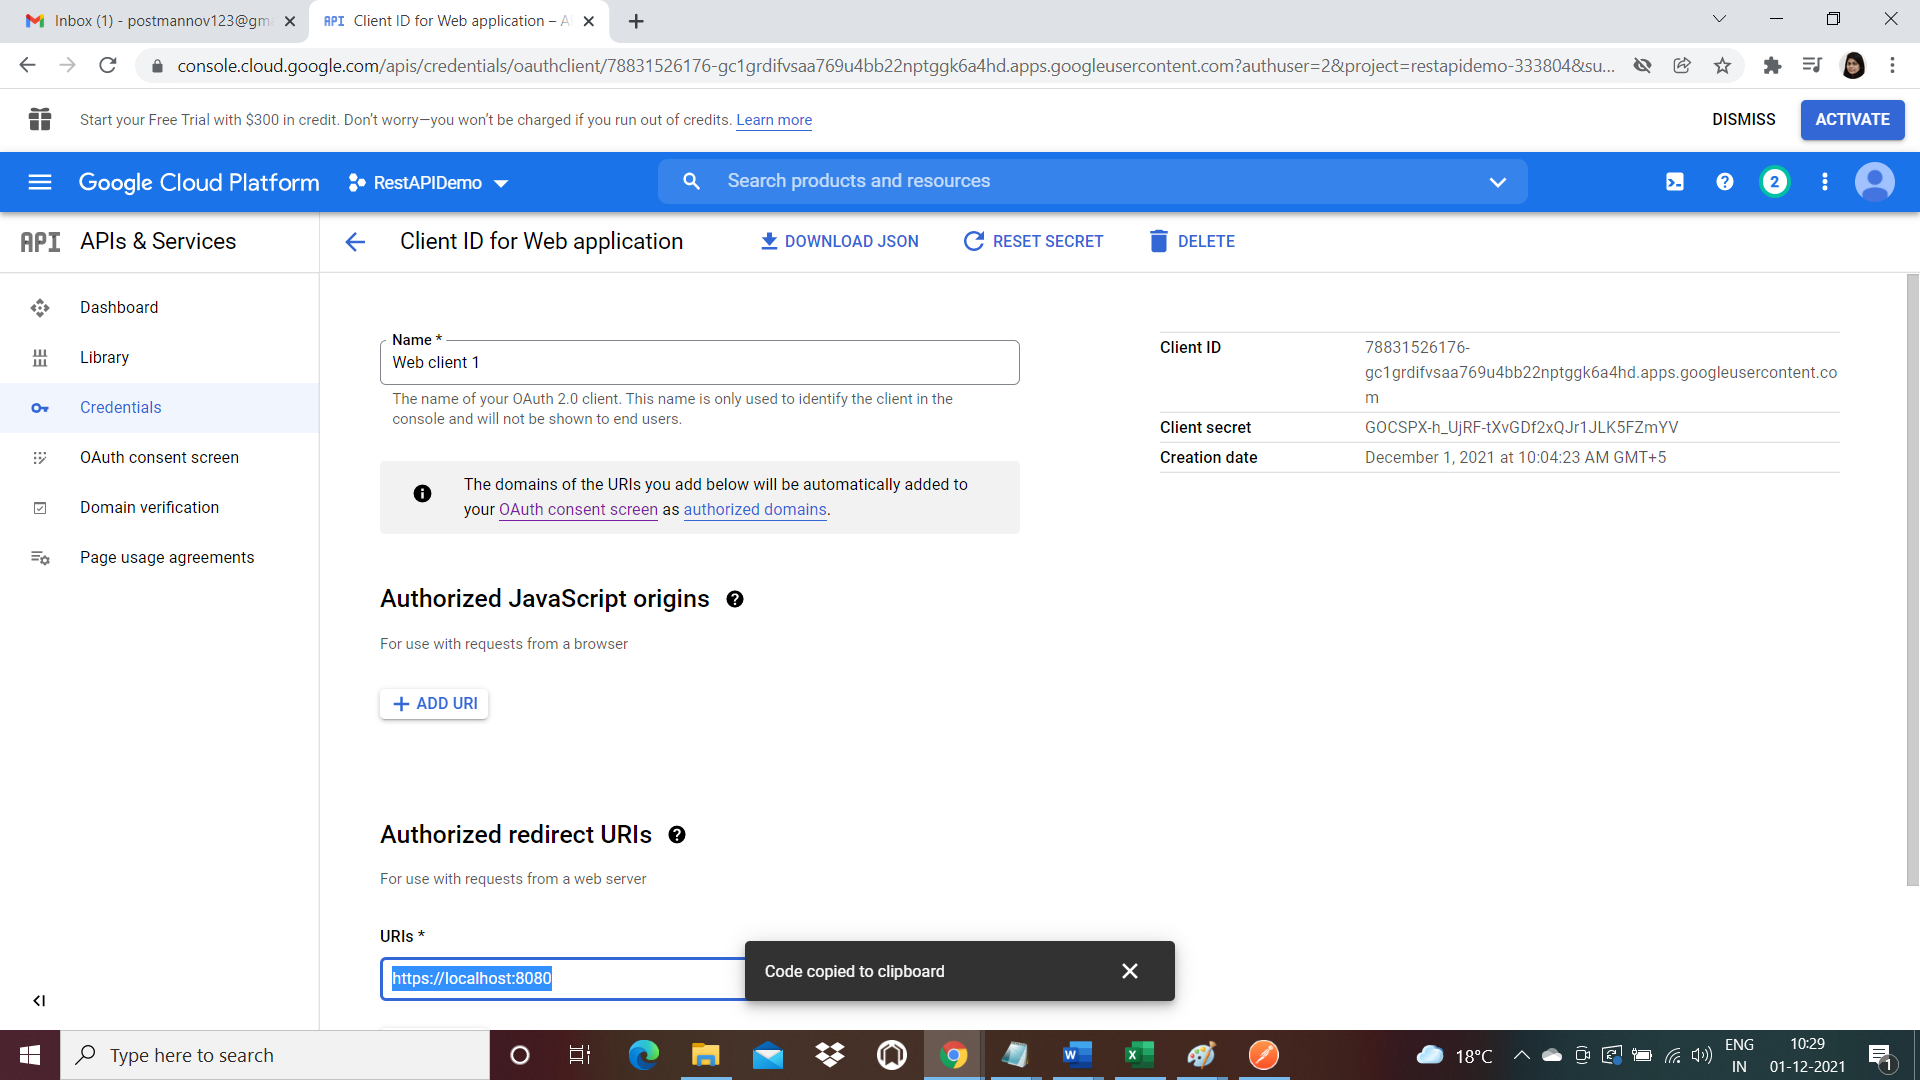 Inbox (1) - postmannov123@gm
Client ID for Web application – A
console.cloud.google.com/apis/credentials/oauthclient/78831526176-gc1grdifvsaa769u4bb22nptggk6a4hd.apps.googleusercontent.com?authuser=2&project=restapidemo-333804&su...
Start your Free Trial with $300 in credit. Don't worry—you won't be charged if you run out of credits. Learn more
DISMISS
ACTIVATE
Google Cloud Platform
RestAPIDemo
Search products and resources
2
API
APIs & Services
Client ID for Web application
DOWNLOAD JSON
RESET SECRET
DELETE
Dashboard
Library
Credentials
OAuth consent screen
Domain verification
Page usage agreements
Name *
Web client 1
The name of your OAuth 2.0 client. This name is only used to identify the client in the
console and will not be shown to end users.
The domains of the URIs you add below will be automatically added to
your OAuth consent screen as authorized domains.
Client ID
78831526176-
gc1grdifvsaa769u4bb22nptggk6a4hd.apps.googleusercontent.co
m
Client secret
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
Creation date
December 1, 2021 at 10:04:23 AM GMT+5
Authorized JavaScript origins
For use with requests from a browser
ADD URI
Authorized redirect URIs
For use with requests from a web server
URIs *
https://localhost:8080
Code copied to clipboard
Type here to search
18°C
ENG
IN
10:29
01-12-2021
1